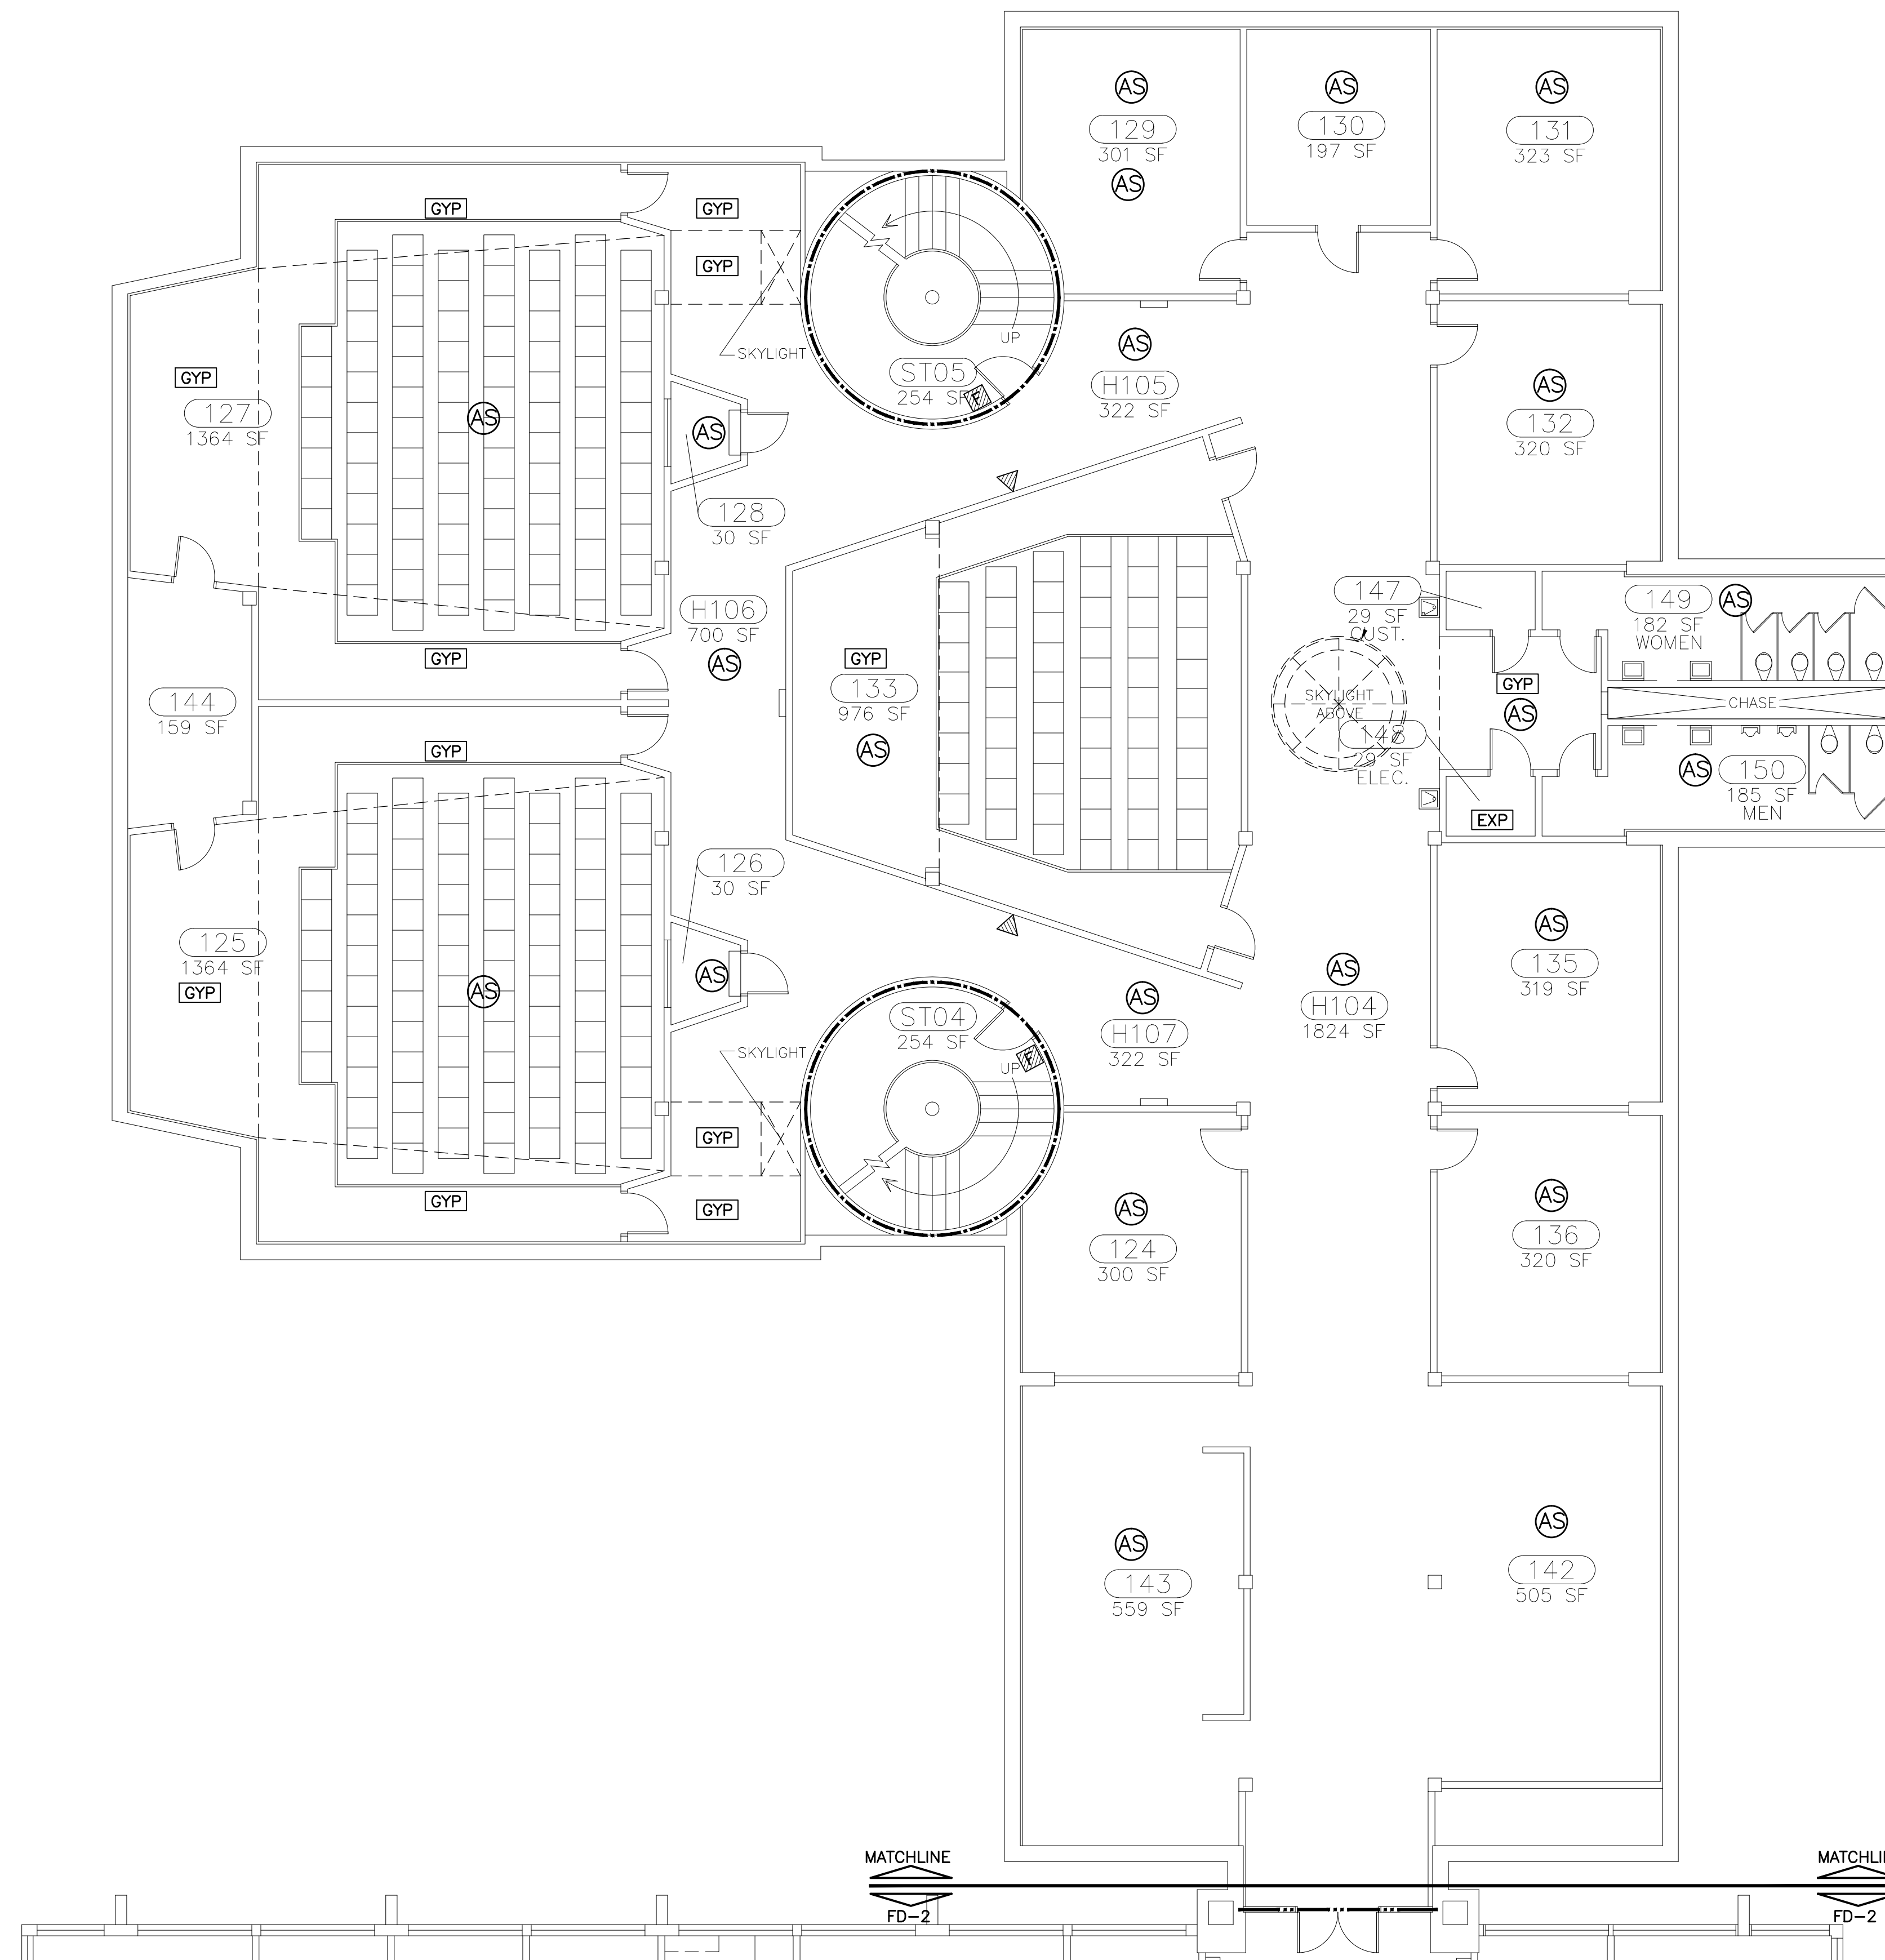 AS
129
301 SF
AS
AS
130
197 SF
AS
131
323 SF
GYP
GYP
GYP
SKYLIGHT
UP
ST05
254 SF
F
AS
H105
322 SF
AS
132
320 SF
GYP
127
1364 SF
AS
AS
128
30 SF
H106
700 SF
AS
GYP
147
29 SF
CUST.
149
182 SF
WOMEN
AS
GYP
133
976 SF
AS
SKYLIGHT
ABOVE
148
29 SF
ELEC.
GYP
AS
CHASE
AS
150
185 SF
MEN
EXP
144
159 SF
GYP
126
30 SF
125
1364 SF
GYP
AS
AS
SKYLIGHT
ST04
254 SF
UP
F
AS
H107
322 SF
AS
H104
1824 SF
AS
135
319 SF
GYP
GYP
GYP
AS
124
300 SF
AS
136
320 SF
AS
143
559 SF
AS
142
505 SF
MATCHLINE
FD-2
MATCHLI
FD-2